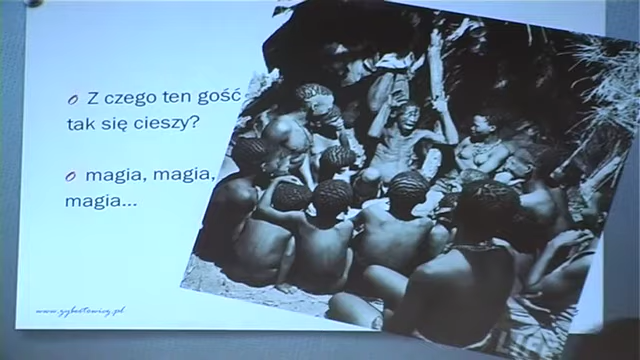 Z czego ten gość
tak się cieszy?
magia, magia,
magia...